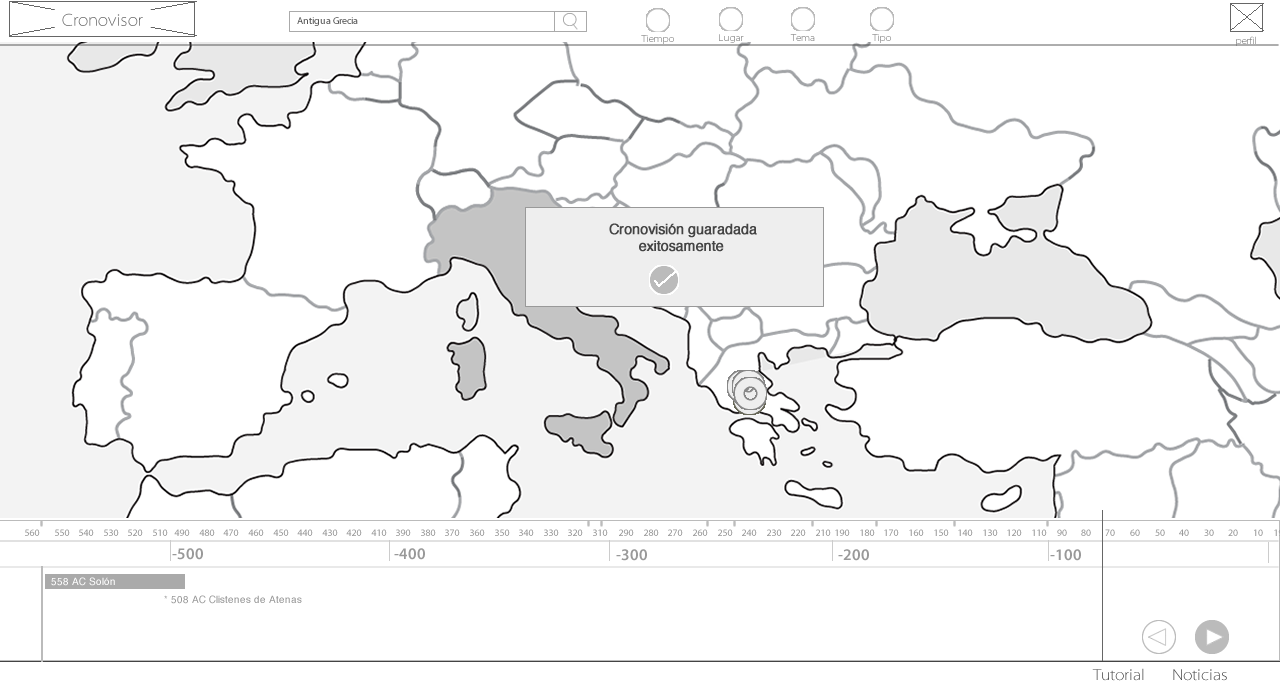 Cronovisor
Antigua Grecia
Tiempo
Lugar
Tema
Tipo
perfil
Cronovisión guaradada
exitosamente
560 550 540 530 520 510 500 490 480 470 460 450 440 430 420 410 400 390 380 370 360 350 340 330 320 310 300 290 280 270 250 240 230 220 210 190 180 170 160 150 140 130 120 110 90 80 70 60 50 40 30 20 10
-500 -400 -300 -200 -100
558 AC Solón
* 508 AC Clistenes de Atenas
Tutorial Noticias